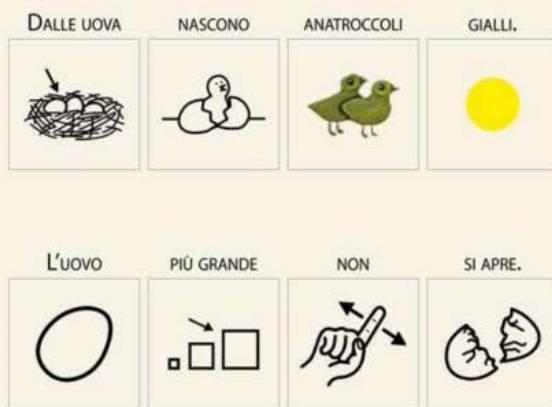 Dalle uova nascono anatroccoli gialli.
L'uovo più grande non si apre.